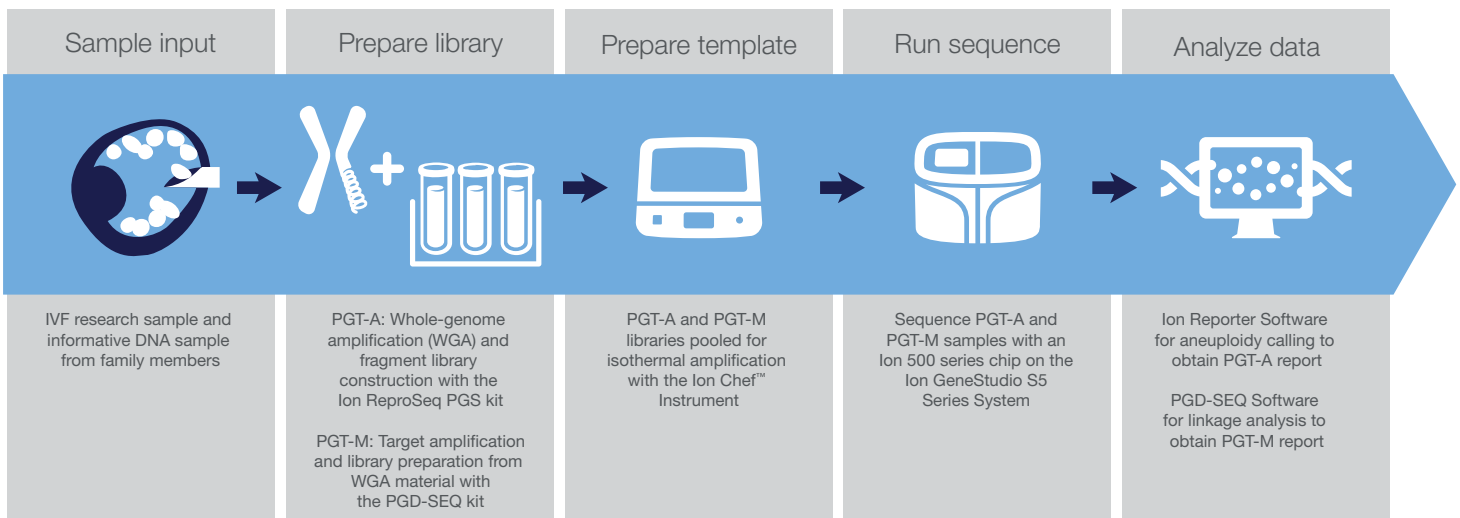 Sample input
IVF research sample and
informative DNA sample
from family members
Prepare library
PGT-A: Whole-genome
amplification (WGA) and
fragment library
construction with the
Ion ReproSeq PGS kit
PGT-M: Target amplification
and library preparation from
WGA material with
the PGD-SEQ kit
Prepare template
PGT-A and PGT-M
libraries pooled for
isothermal amplification
with the Ion Chef™
Instrument
Run sequence
Sequence PGT-A and
PGT-M samples with an
Ion 500 series chip on the
Ion GeneStudio S5
Series System
Analyze data
Ion Reporter Software
for aneuploidy calling to
obtain PGT-A report
PGD-SEQ Software
for linkage analysis to
obtain PGT-M report